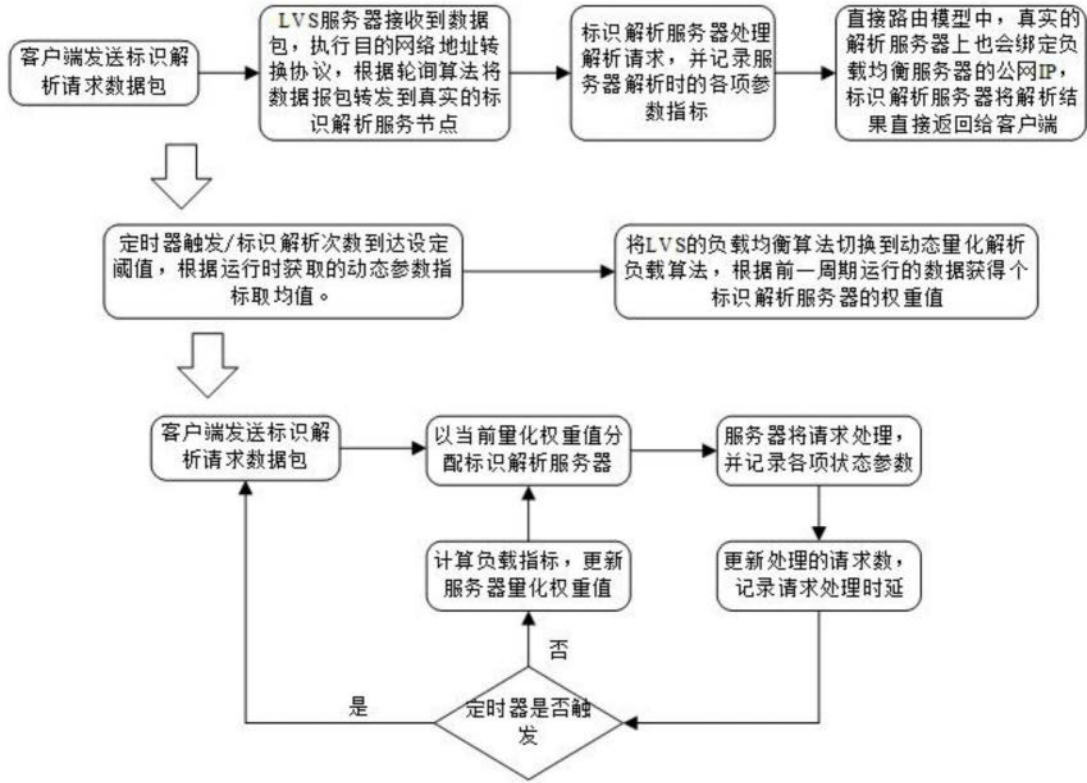 客户端发送标识解
析请求数据包
LVS服务器接收到数据
包，执行目的网络地址转
换协议，根据轮询算法将
数据报包转发到真实的标
识解析服务节点
标识解析服务器处理
解析请求，并记录服
务器解析时的各项参
数指标
直接路由模型中，真实的
解析服务器上也会绑定负
载均衡服务器的公网IP，
标识解析服务器将解析结
果直接返回给客户端
定时器触发/标识解析次数到达设定
阈值，根据运行时获取的动态参数指
标取均值。
将LVS的负载均衡算法切换到动态量化解析
负载算法，根据前一周期运行的数据获得个
标识解析服务器的权重值
客户端发送标识解
析请求数据包
以当前量化权重值分
配标识解析服务器
服务器将请求处理，
并记录各项状态参数
计算负载指标，更新
服务器量化权重值
更新处理的请求数，
记录请求处理时延
否
是
定时器是否触
发